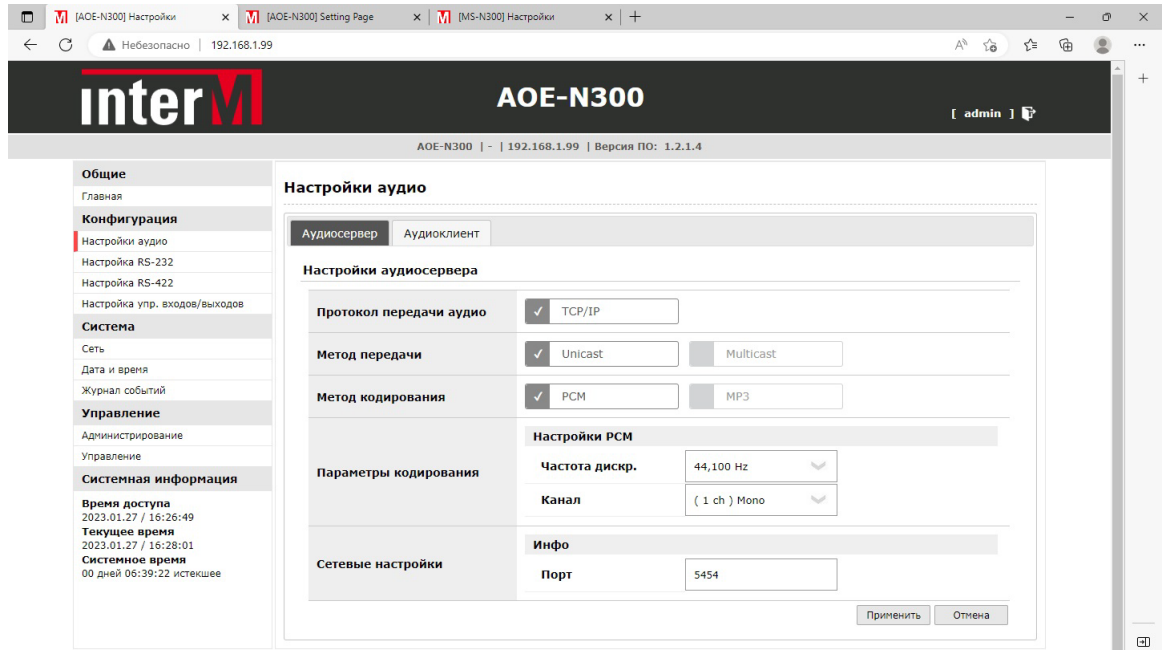 [AOE-N300] Настройки
[AOE-N300] Setting Page
[MS-N300] Настройки
Небезопасно | 192.168.1.99
inter M
AOE-N300
[ admin ]
AOE-N300 | - | 192.168.1.99 | Версия ПО: 1.2.1.4
Общие
Главная
Конфигурация
Настройки аудио
Настройка RS-232
Настройка RS-422
Настройка упр. входов/выходов
Система
Сеть
Дата и время
Журнал событий
Управление
Администрирование
Управление
Системная информация
Время доступа
2023.01.27 / 16:26:49
Текущее время
2023.01.27 / 16:28:01
Системное время
00 дней 06:39:22 истекшее
Настройки аудио
Аудиосервер Аудиоклиент
Настройки аудиосервера
Протокол передачи аудио TCP/IP
Метод передачи Unicast Multicast
Метод кодирования PCM MP3
Параметры кодирования
Настройки PCM
Частота дискр. 44,100 Hz
Канал ( 1 ch ) Mono
Сетевые настройки
Инфо
Порт 5454
Применить Отмена